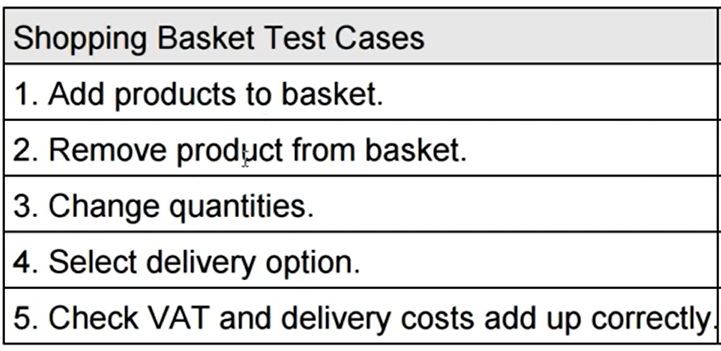 Shopping Basket Test Cases
1. Add products to basket.
2. Remove product from basket.
3. Change quantities.
4. Select delivery option.
5. Check VAT and delivery costs add up correctly.